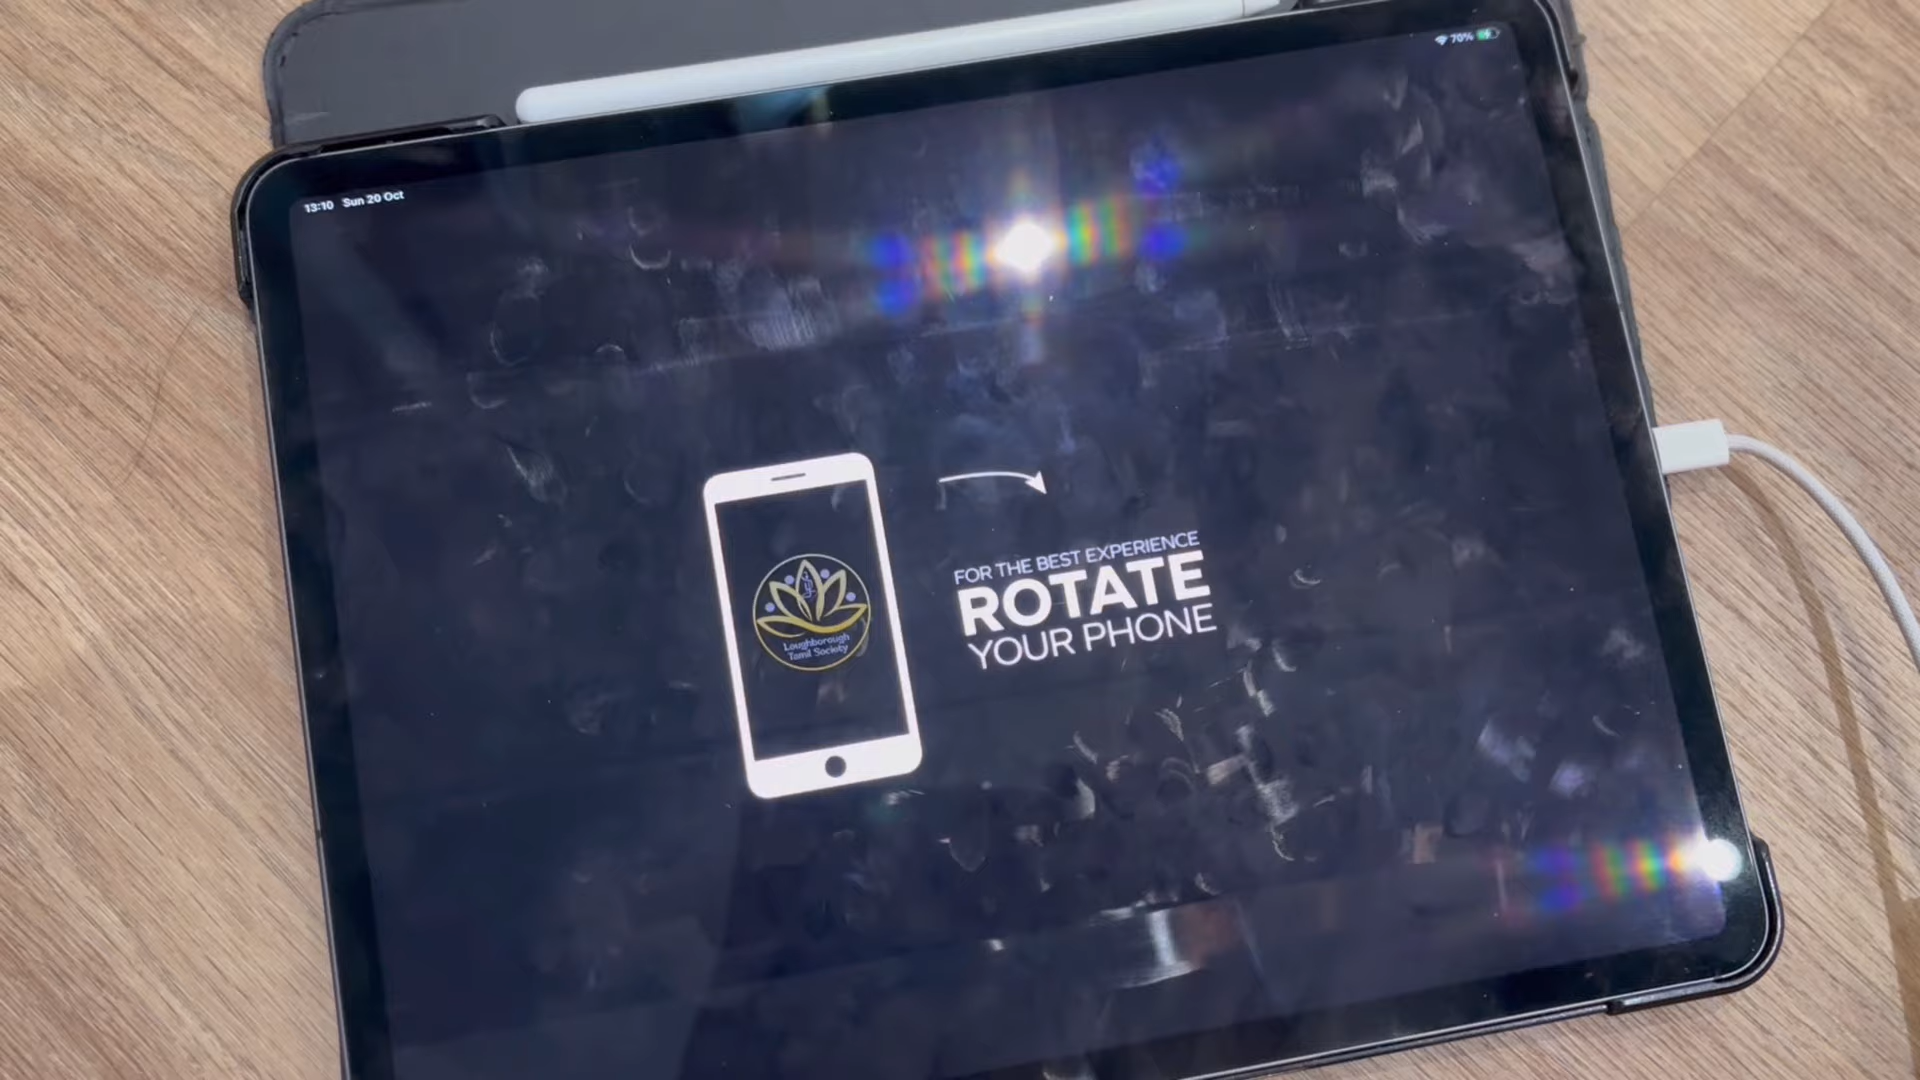 13:10 Sun 20 Oct
70%
Loughborough
Tamil Society
FOR THE BEST EXPERIENCE
ROTATE
YOUR PHONE